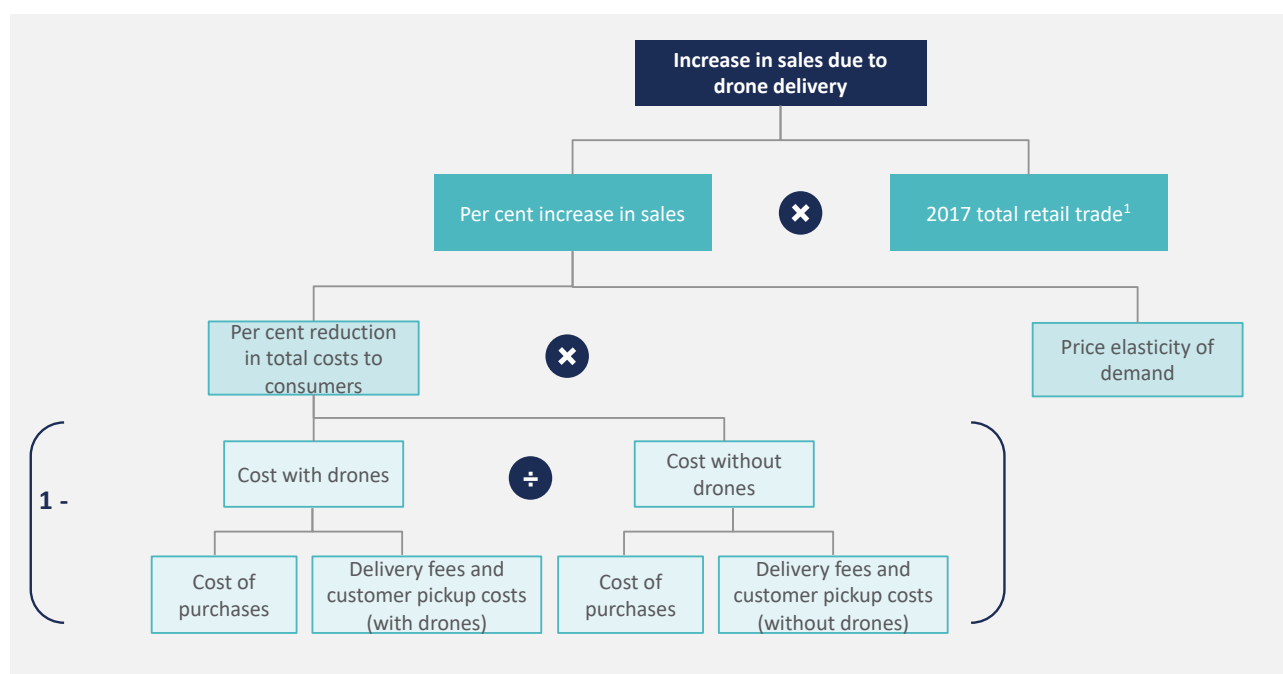 Increase in sales due to
drone delivery
Per cent increase in sales
×
2017 total retail trade¹
Per cent reduction
in total costs to
consumers
×
Price elasticity of
demand
1 -
Cost with drones
÷
Cost without
drones
Cost of
purchases
Delivery fees and
customer pickup costs
(with drones)
Cost of
purchases
Delivery fees and
customer pickup costs
(without drones)